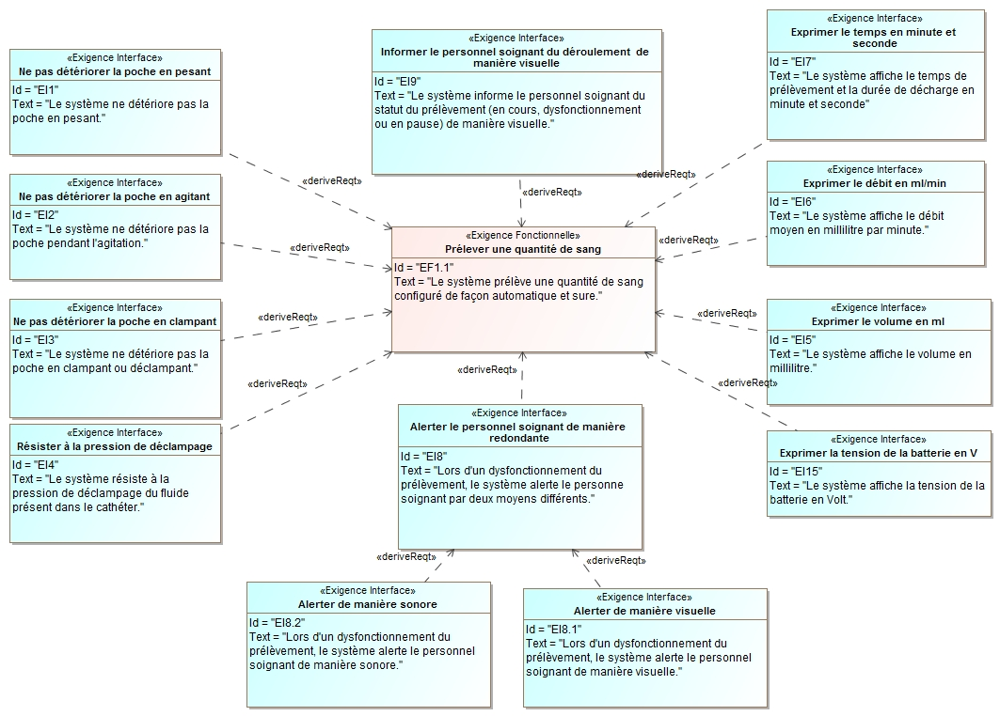 «Exigence Interface»
Ne pas détériorer la poche en pesant
Id = "EI1"
Text = "Le système ne détériore pas la
poche en pesant."
«Exigence Interface»
Informer le personnel soignant du déroulement de
manière visuelle
Id = "EI9"
Text = "Le système informe le personnel soignant du
statut du prélèvement (en cours, dysfonctionnement
ou en pause) de manière visuelle."
«Exigence Interface»
Exprimer le temps en minute et
seconde
Id = "EI7"
Text = "Le système affiche le temps de
prélèvement et la durée de décharge en
minute et seconde"
«deriveReqt»
«deriveReqt»
«deriveReqt»
«Exigence Interface»
Ne pas détériorer la poche en agitant
Id = "EI2"
Text = "Le système ne détériore pas la
poche pendant l'agitation."
«deriveReqt»
«Exigence Fonctionnelle»
Prélever une quantité de sang
Id = "EF1.1"
Text = "Le système prélève une quantité de sang
configuré de façon automatique et sure."
«deriveReqt»
«Exigence Interface»
Exprimer le débit en ml/min
Id = "EI6"
Text = "Le système affiche le débit
moyen en millilitre par minute."
«Exigence Interface»
Ne pas détériorer la poche en clampant
Id = "EI3"
Text = "Le système ne détériore pas la
poche en clampant ou déclampant."
«deriveReqt»
«deriveReqt»
«Exigence Interface»
Exprimer le volume en ml
Id = "EI5"
Text = "Le système affiche le volume en
millilitre."
«deriveReqt»
«deriveReqt»
«deriveReqt»
«Exigence Interface»
Résister à la pression de déclampage
Id = "EI4"
Text = "Le système résiste à la
pression de déclampage du fluide
présent dans le cathéter."
«Exigence Interface»
Alerter le personnel soignant de manière
redondante
Id = "EI8"
Text = "Lors d'un dysfonctionnement du
prélèvement, le système alerte le personne
soignant par deux moyens différents."
«Exigence Interface»
Exprimer la tension de la batterie en V
Id = "EI15"
Text = "Le système affiche la tension de la
batterie en Volt."
«deriveReqt»
«deriveReqt»
«Exigence Interface»
Alerter de manière sonore
Id = "EI8.2"
Text = "Lors d'un dysfonctionnement du
prélèvement, le système alerte le personnel
soignant de manière sonore."
«Exigence Interface»
Alerter de manière visuelle
Id = "EI8.1"
Text = "Lors d'un dysfonctionnement du
prélèvement, le système alerte le personnel
soignant de manière visuelle."